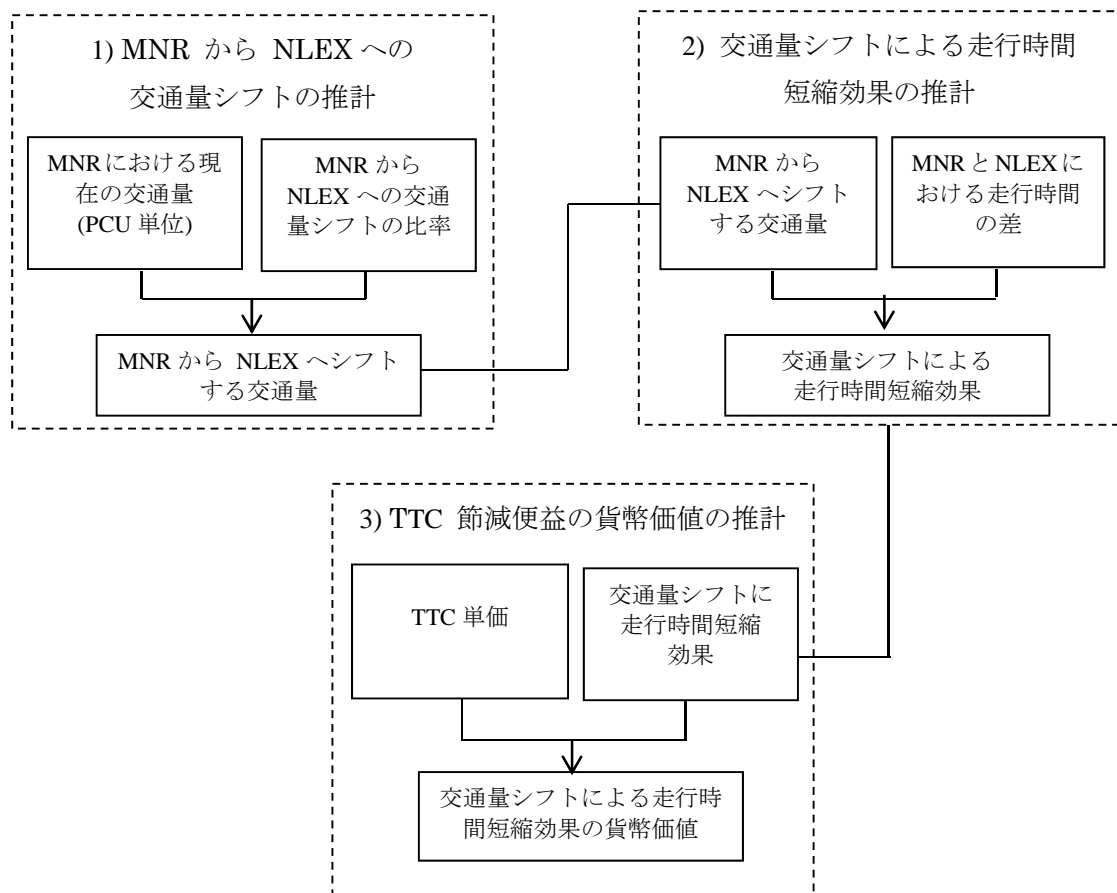 1) MNR から NLEX への
交通量シフトの推計
MNRにおける現
在の交通量
(PCU 単位)
MNR から
NLEX への交通
量シフトの比率
MNR から NLEX へシフト
する交通量
2) 交通量シフトによる走行時間
短縮効果の推計
MNR から
NLEX へシフト
する交通量
MNR と NLEX に
おける走行時間
の差
交通量シフトによる
走行時間短縮効果
3) TTC 節減便益の貨幣価値の推計
TTC 単価
交通量シフトに
走行時間短縮
効果
交通量シフトによる走行時
間短縮効果の貨幣価値